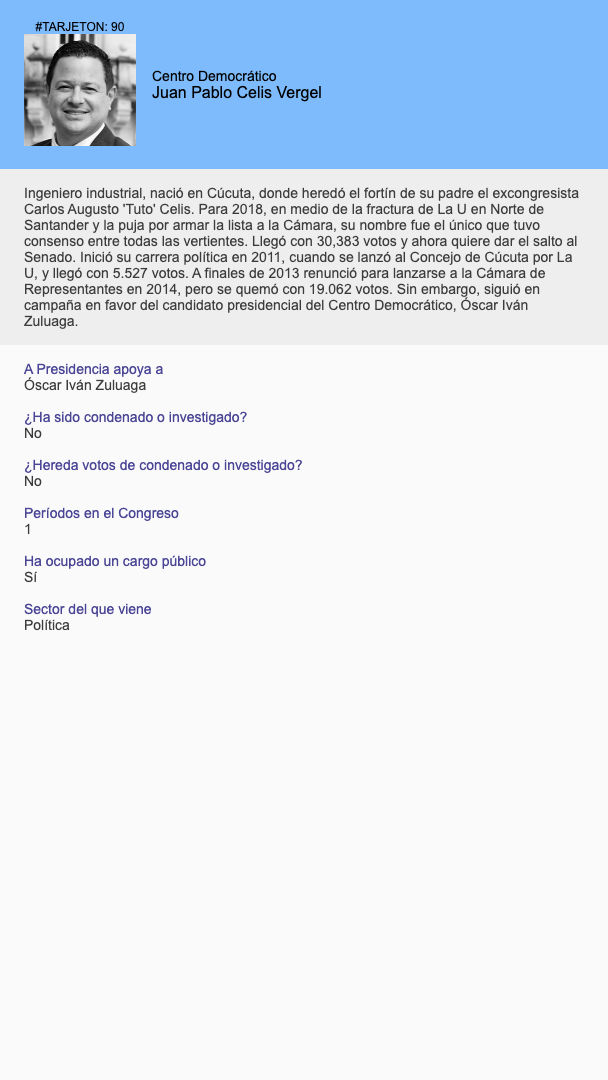 #TARJETON: 90
Centro Democrático
Juan Pablo Celis Vergel
Ingeniero industrial, nació en Cúcuta, donde heredó el fortín de su padre el excongresista
Carlos Augusto 'Tuto' Celis. Para 2018, en medio de la fractura de La U en Norte de
Santander y la puja por armar la lista a la Cámara, su nombre fue el único que tuvo
consenso entre todas las vertientes. Llegó con 30,383 votos y ahora quiere dar el salto al
Senado. Inició su carrera política en 2011, cuando se lanzó al Concejo de Cúcuta por La
U, y llegó con 5.527 votos. A finales de 2013 renunció para lanzarse a la Cámara de
Representantes en 2014, pero se quemó con 19.062 votos. Sin embargo, siguió en
campaña en favor del candidato presidencial del Centro Democrático, Óscar Iván
Zuluaga.
A Presidencia apoya a
Óscar Iván Zuluaga
¿Ha sido condenado o investigado?
No
¿Hereda votos de condenado o investigado?
No
Períodos en el Congreso
1
Ha ocupado un cargo público
Sí
Sector del que viene
Política